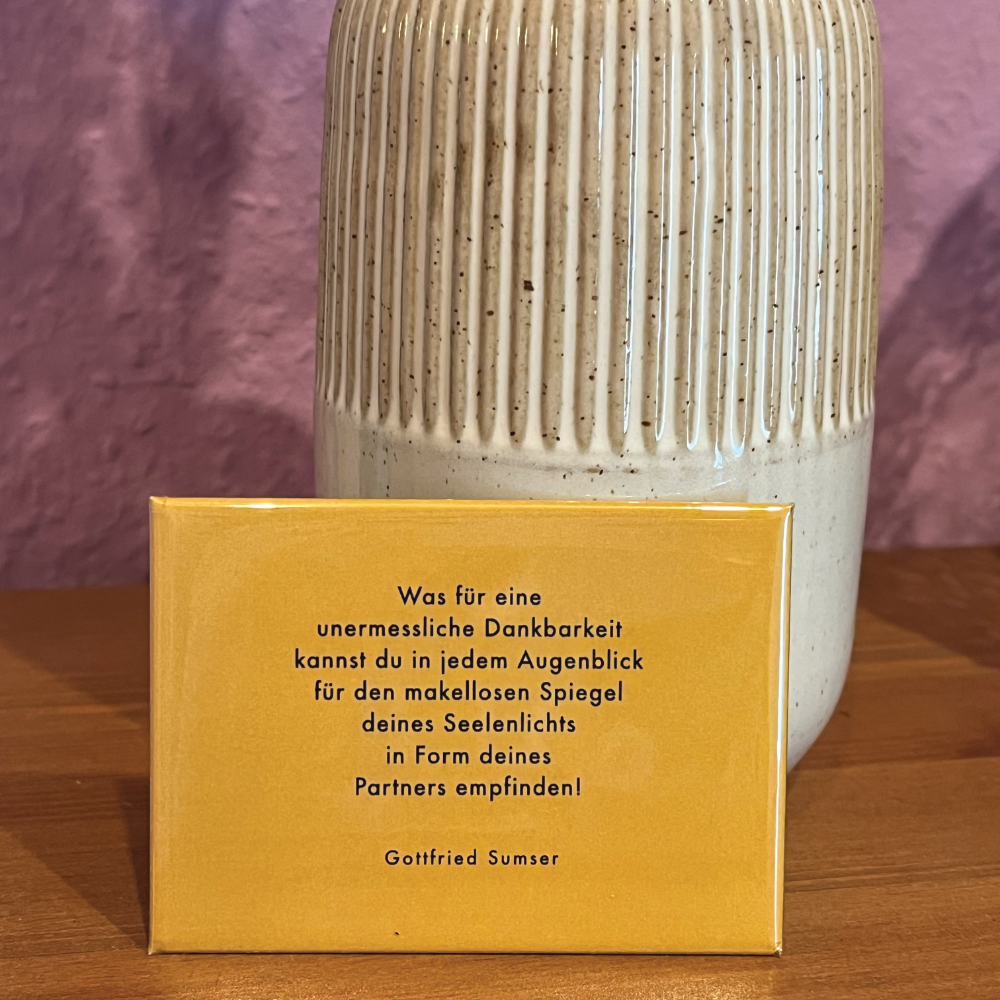 Was für eine
unermessliche Dankbarkeit
kannst du in jedem Augenblick
für den makellosen Spiegel
deines Seelenlichts
in Form deines
Partners empfinden!
Gottfried Sumser